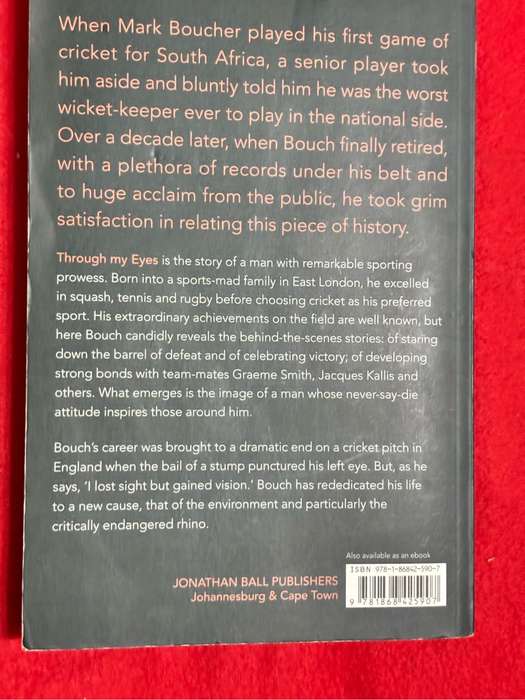 When Mark Boucher played his first game of
cricket for South Africa, a senior player took
him aside and bluntly told him he was the worst
wicket-keeper ever to play in the national side.
Over a decade later, when Bouch finally retired,
with a plethora of records under his belt and
to huge acclaim from the public, he took grim
satisfaction in relating this piece of history.
Through my Eyes is the story of a man with remarkable sporting
prowess. Born into a sports-mad family in East London, he excelled
in squash, tennis and rugby before choosing cricket as his preferred
sport. His extraordinary achievements on the field are well known, but
here Bouch candidly reveals the behind-the-scenes stories: of staring
down the barrel of defeat and of celebrating victory; of developing
strong bonds with team-mates Graeme Smith, Jacques Kallis and
others. What emerges is the image of a man whose never-say-die
attitude inspires those around him.
Bouch's career was brought to a dramatic end on a cricket pitch in
England when the bail of a stump punctured his left eye. But, as he
says, 'I lost sight but gained vision.' Bouch has rededicated his life
to a new cause, that of the environment and particularly the
critically endangered rhino.
Also available as an ebook
ISBN 978-1-86842-590-7
JONATHAN BALL PUBLISHERS
Johannesburg & Cape Town
9 781868 425907